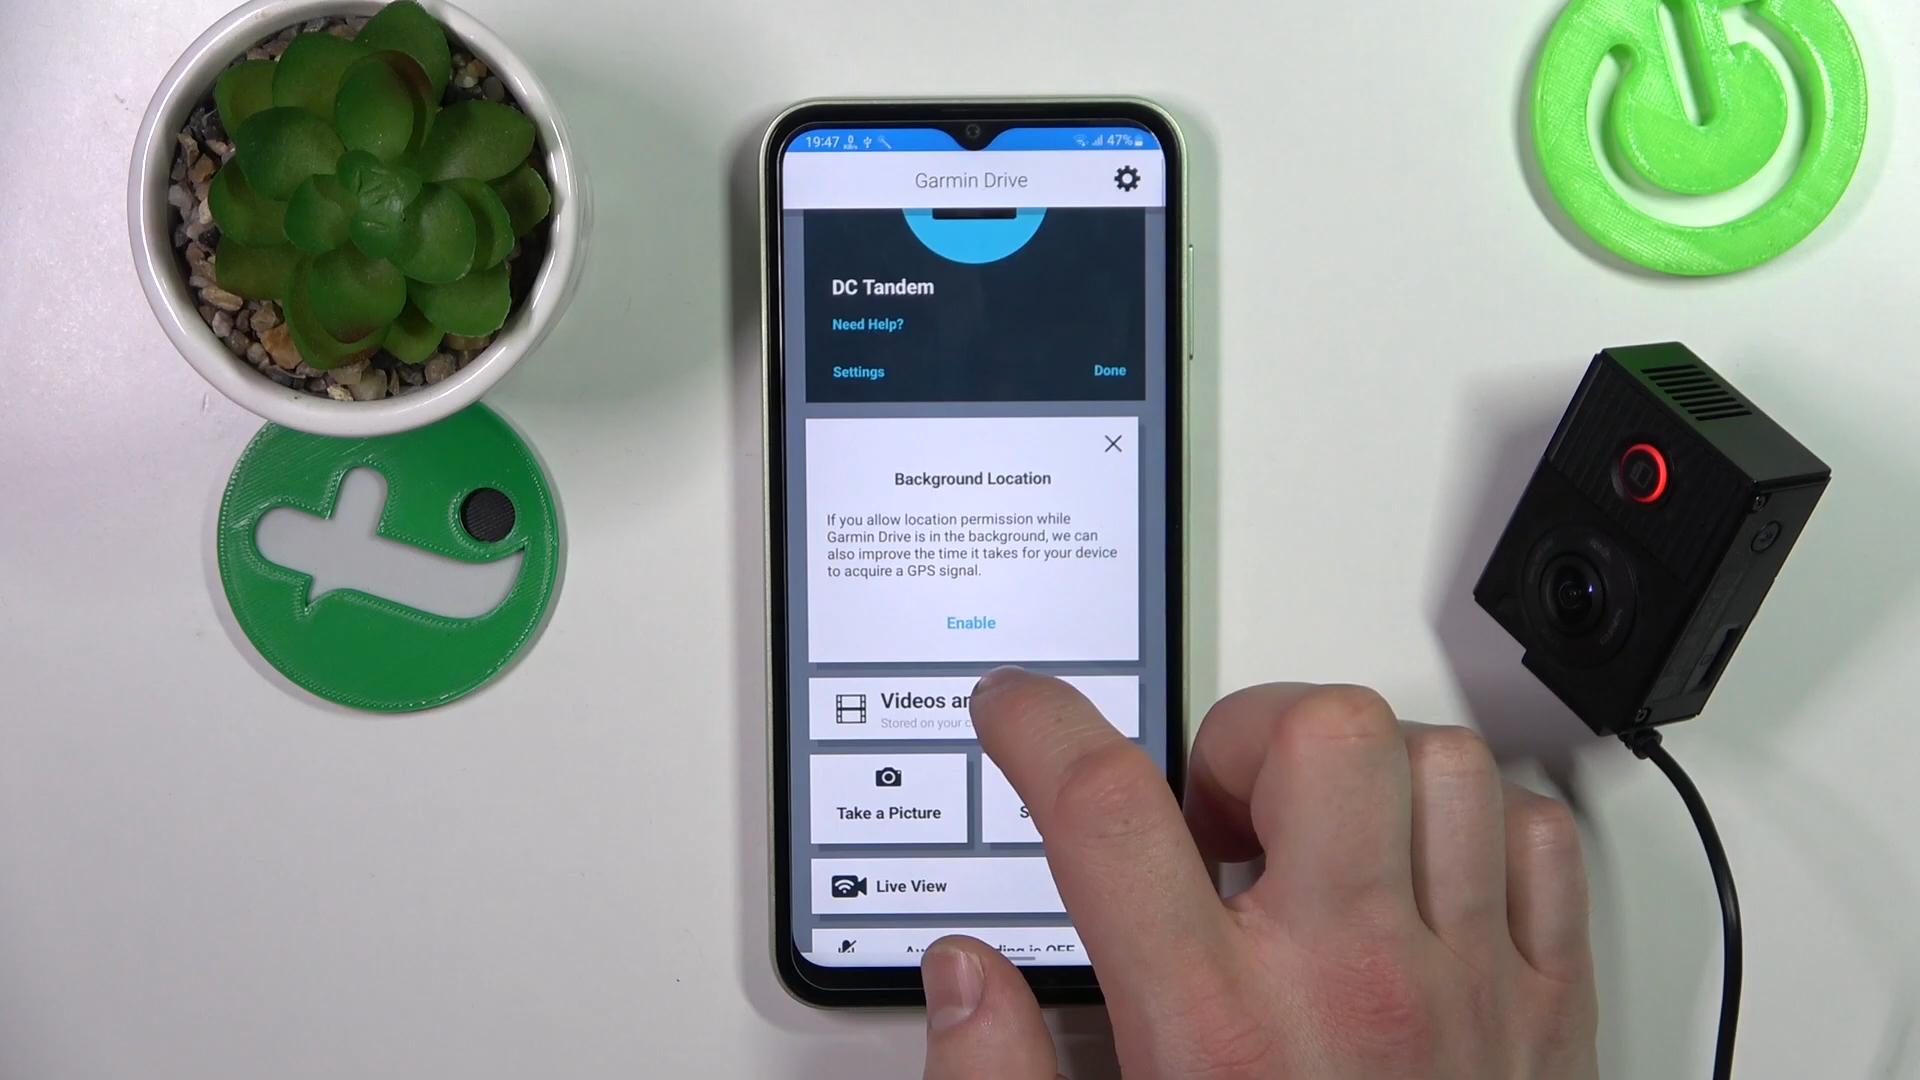 19:47
47%
Garmin Drive
DC Tandem
Need Help?
Settings
Done
Background Location
If you allow location permission while
Garmin Drive is in the background, we can
also improve the time it takes for your device
to acquire a GPS signal.
Enable
Videos
Stored on your
Take a Picture
Live View
is OFF